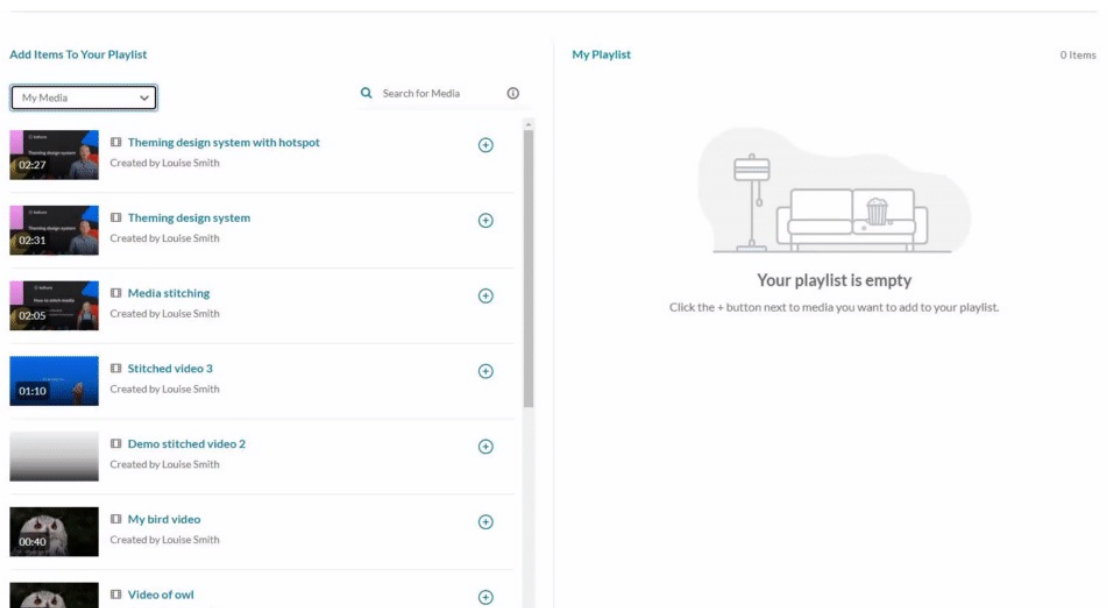 Add Items To Your Playlist
My Media
Search for Media
02:27
Theming design system with hotspot
Created by Louise Smith
02:31
Theming design system
Created by Louise Smith
02:05
Media stitching
Created by Louise Smith
01:10
Stitched video 3
Created by Louise Smith
Demo stitched video 2
Created by Louise Smith
00:40
My bird video
Created by Louise Smith
Video of owl
My Playlist
0 Items
Your playlist is empty
Click the + button next to media you want to add to your playlist.